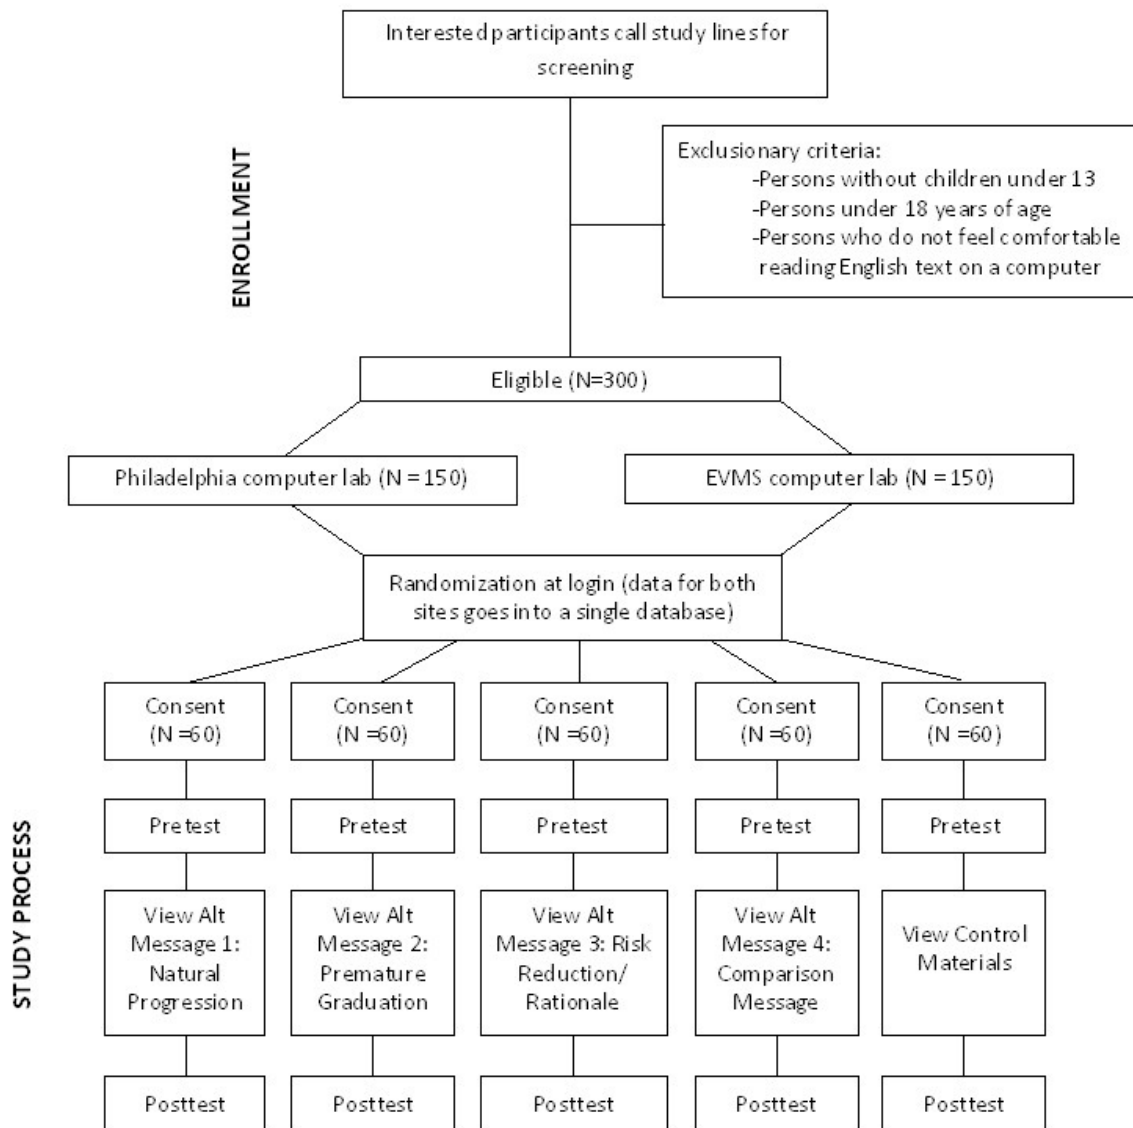 Interested participants call study lines for
screening
ENROLLMENT
Exclusionary criteria:
-Persons without children under 13
-Persons under 18 years of age
-Persons who do not feel comfortable
reading English text on a computer
Eligible (N=300)
Philadelphia computer lab (N = 150)
EVMS computer lab (N = 150)
Randomization at login (data for both
sites goes in to a single database)
STUDY PROCESS
Consent
(N =60)
Consent
(N =60)
Consent
(N =60)
Consent
(N =60)
Consent
(N =60)
Pretest
Pretest
Pretest
Pretest
Pretest
View Alt
Message 1:
Natural
Progression
View Alt
Message 2:
Premature
Graduation
View Alt
Message 3: Risk
Reduction/
Rationale
View Alt
Message 4:
Comparison
Message
View Control
Materials
Posttest
Posttest
Posttest
Posttest
Posttest